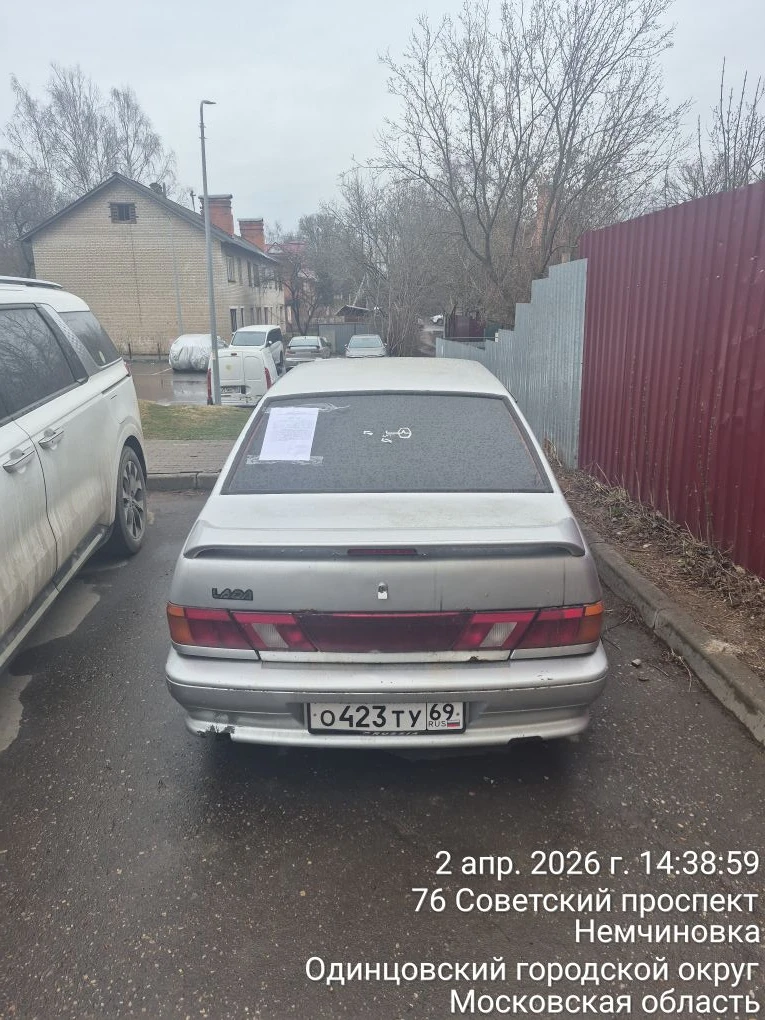 LADA
О423ТУ 69
RUS
2 апр. 2026 г. 14:38:59
76 Советский проспект
Немчиновка
Одинцовский городской округ
Московская область